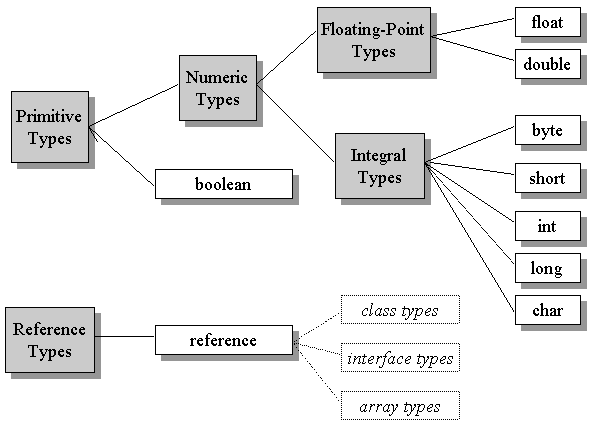 Floating-Point
Types
float
double
Numeric
Types
Primitive
Types
boolean
Integral
Types
byte
short
int
long
char
Reference
Types
reference
class types
interface types
array types